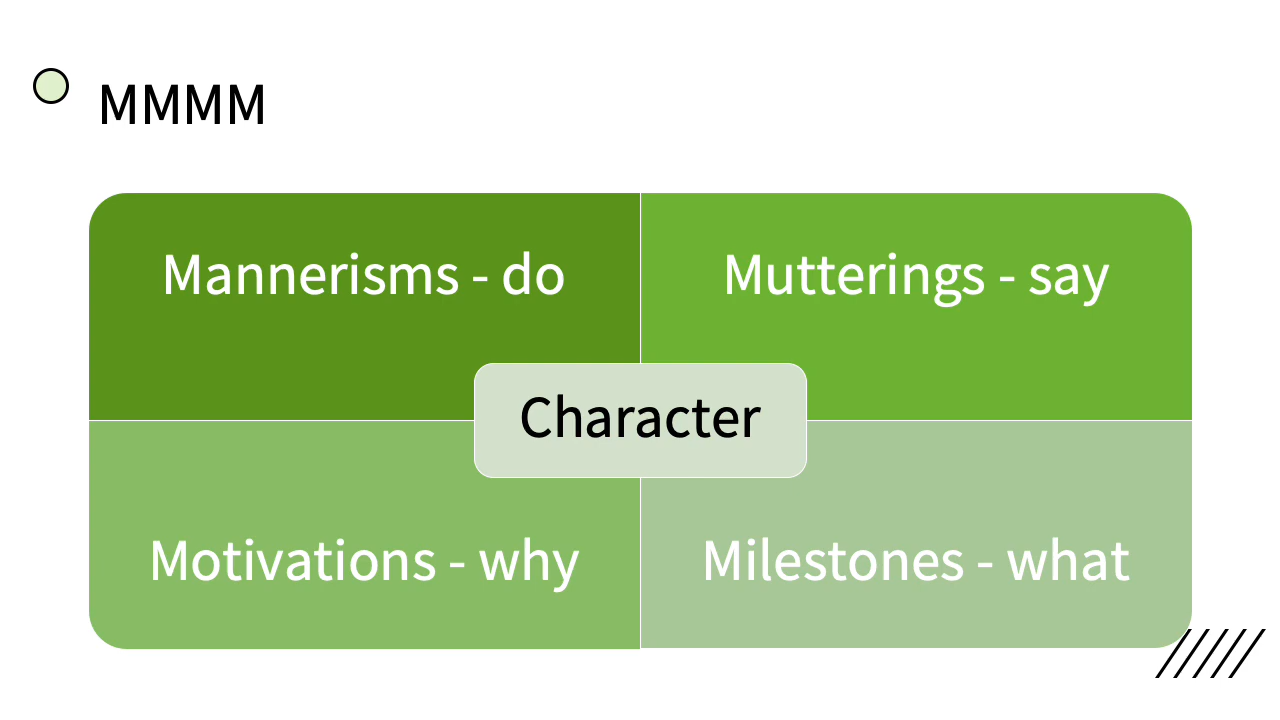 MMMM
Mannerisms - do
Mutterings - say
Character
Motivations - why
Milestones - what